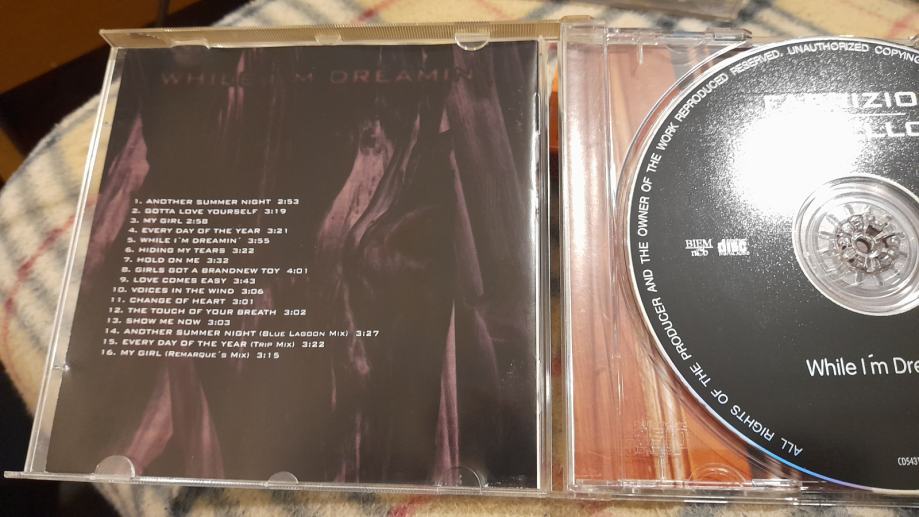 WHILE I´M DREAMIN´
1. ANOTHER SUMMER NIGHT 2:53
2. GOTTA LOVE YOURSELF 3:19
3. MY GIRL 2:58
4. EVERY DAY OF THE YEAR 3:21
5. WHILE I´M DREAMIN´ 3:55
6. HIDING MY TEARS 3:22
7. HOLD ON ME 3:32
8. GIRLS GOT A BRANDNEW TOY 4:01
9. LOVE COMES EASY 3:43
10. VOICES IN THE WIND 3:06
11. CHANGE OF HEART 3:01
12. THE TOUCH OF YOUR BREATH 3:02
13. SHOW ME NOW 3:03
14. ANOTHER SUMMER NIGHT (BLUE LAGOON MIX) 3:27
15. EVERY DAY OF THE YEAR (TRIP MIX) 3:22
16. MY GIRL (REMARQUE´S MIX) 3:15
ALL RIGHTS OF THE PRODUCER AND THE OWNER OF THE WORK REPRODUCED RESERVED, UNAUTHORIZED COPYING
FABRIZIO
LLO
BIEM
disc
While I´m Dre
CD5431